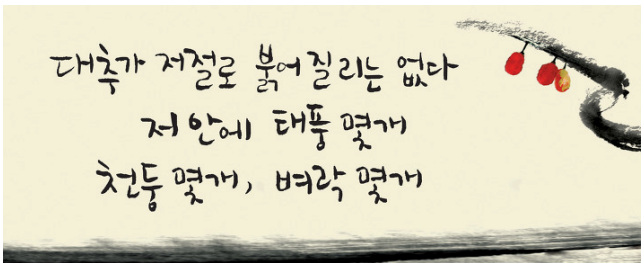 대추가 저절로 붉어질리는 없다
저 안에 태풍 몇개
천둥 몇개, 벼락 몇개